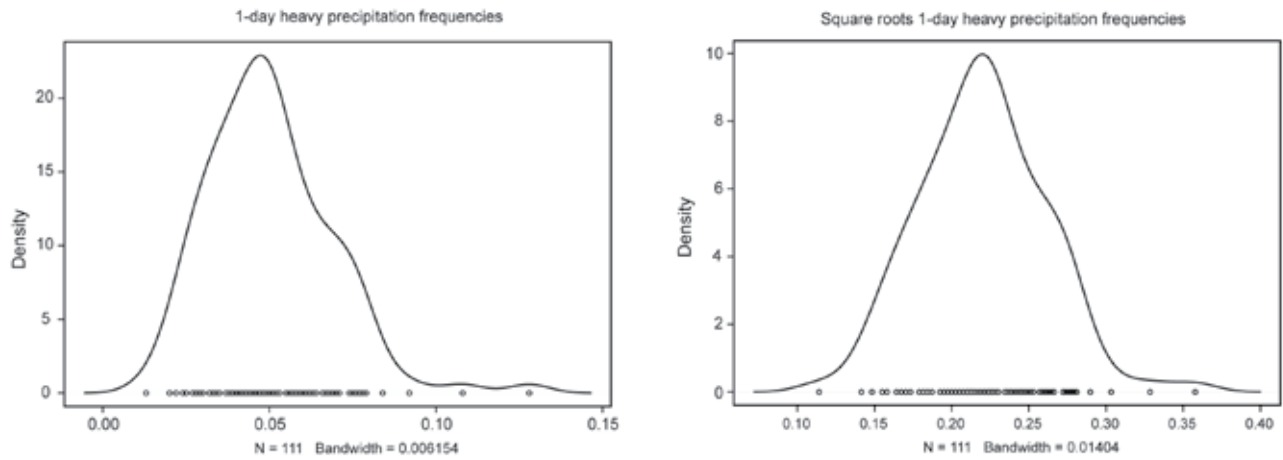 1-day heavy precipitation frequencies
Density
20
15
10
5
0
0.00 0.05 0.10 0.15
N = 111 Bandwidth = 0.006154
Square roots 1-day heavy precipitation frequencies
Density
10
8
6
4
2
0
0.10 0.15 0.20 0.25 0.30 0.35 0.40
N = 111 Bandwidth = 0.01404